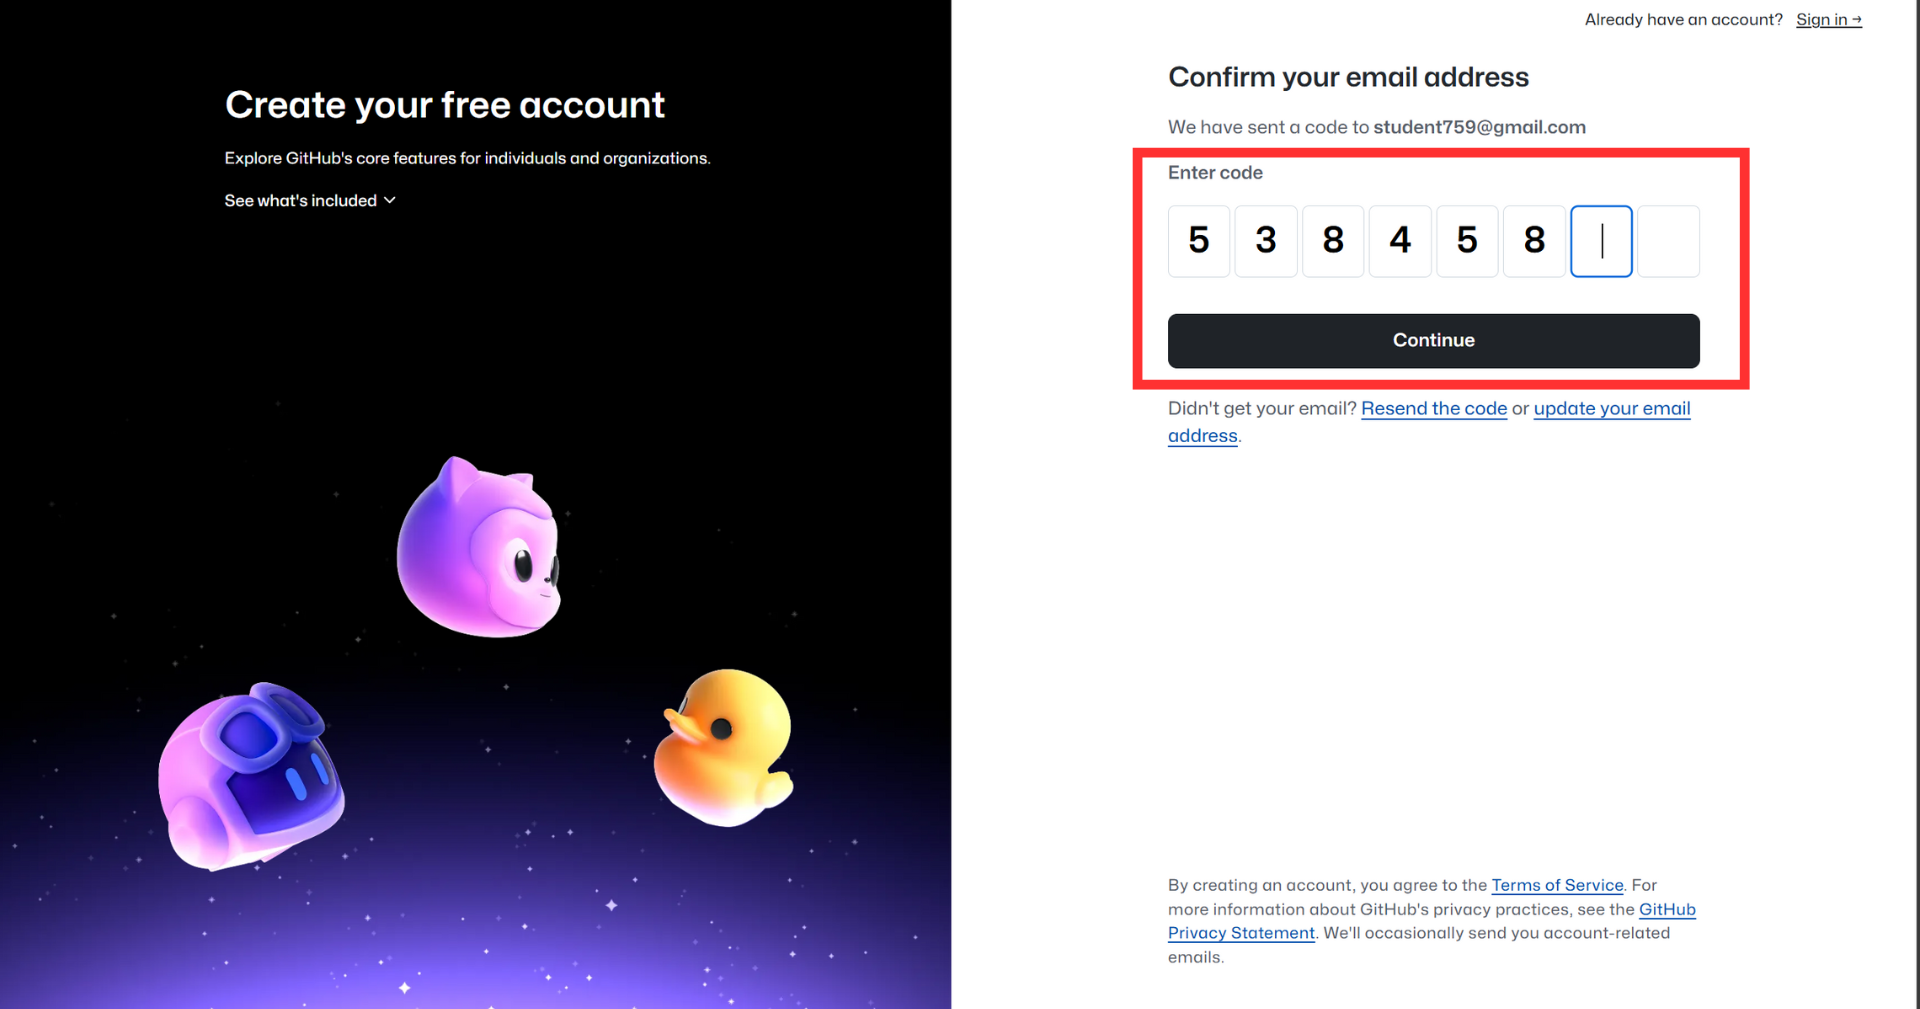 Create your free account
Explore GitHub's core features for individuals and organizations.
See what's included
Already have an account? Sign in →
Confirm your email address
We have sent a code to student759@gmail.com
Enter code
5 3 8 4 5 8
Continue
Didn't get your email? Resend the code or update your email
address.
By creating an account, you agree to the Terms of Service. For
more information about GitHub's privacy practices, see the GitHub
Privacy Statement. We'll occasionally send you account-related
emails.